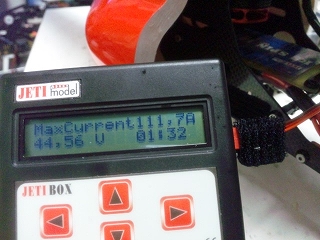 JETI model
MaxCurrent111,7A
44.56 V 01:32
JETI BOX